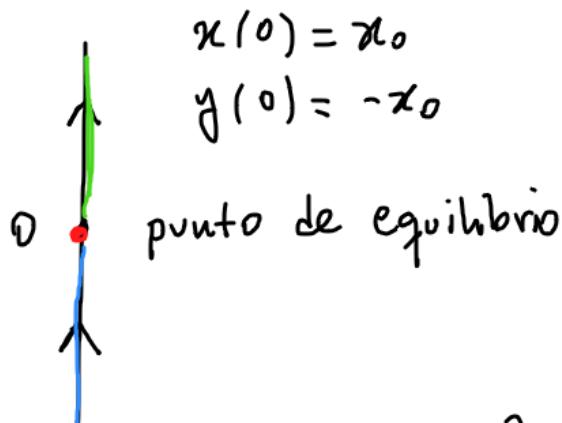 x(0) = x₀
y(0) = -x₀
0 punto de equilibrio